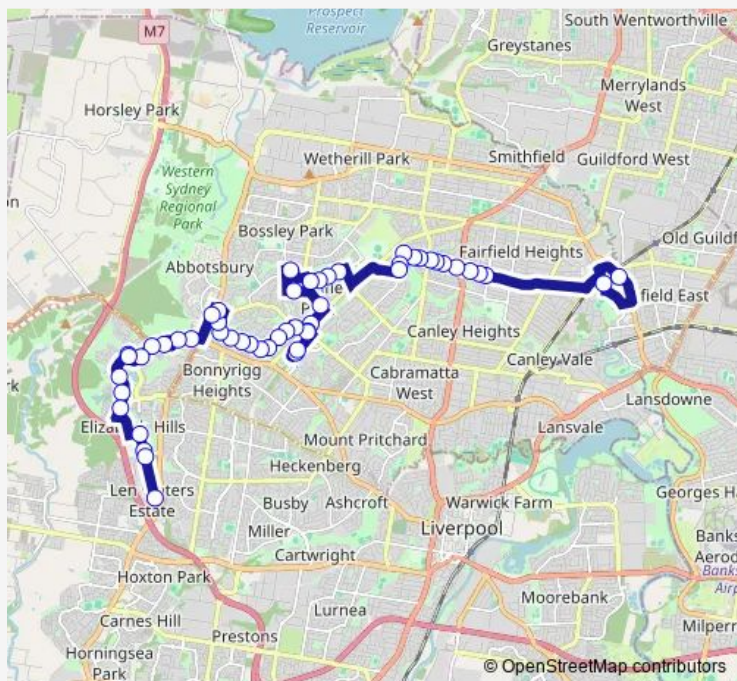 Prospect
Reservoir
M7
South Wentworthville
Greystanes
Merrylands
West
Horsley Park
Wetherill Park
Smithfield
Guildford West
Western
Sydney
Regional
Park
Bossley Park
Fairfield Heights
Old Guildf
Abbotsbury
field East
Canley Heights
Bonnyrigg
Heights
Canley Vale
Cabramatta
West
Lansdowne
Lansvale
Mount Pritchard
Heckenberg
Estate
Busby
Ashcroft
Warwick Farm
Georges Ha
Miller
Liverpool
Banks
Aerod
Cartwright
Hoxton Park
Moorebank
Carnes Hill
Lurnea
Milper
Prestons
Horningsea
Park
© OpenStreetMap contributors